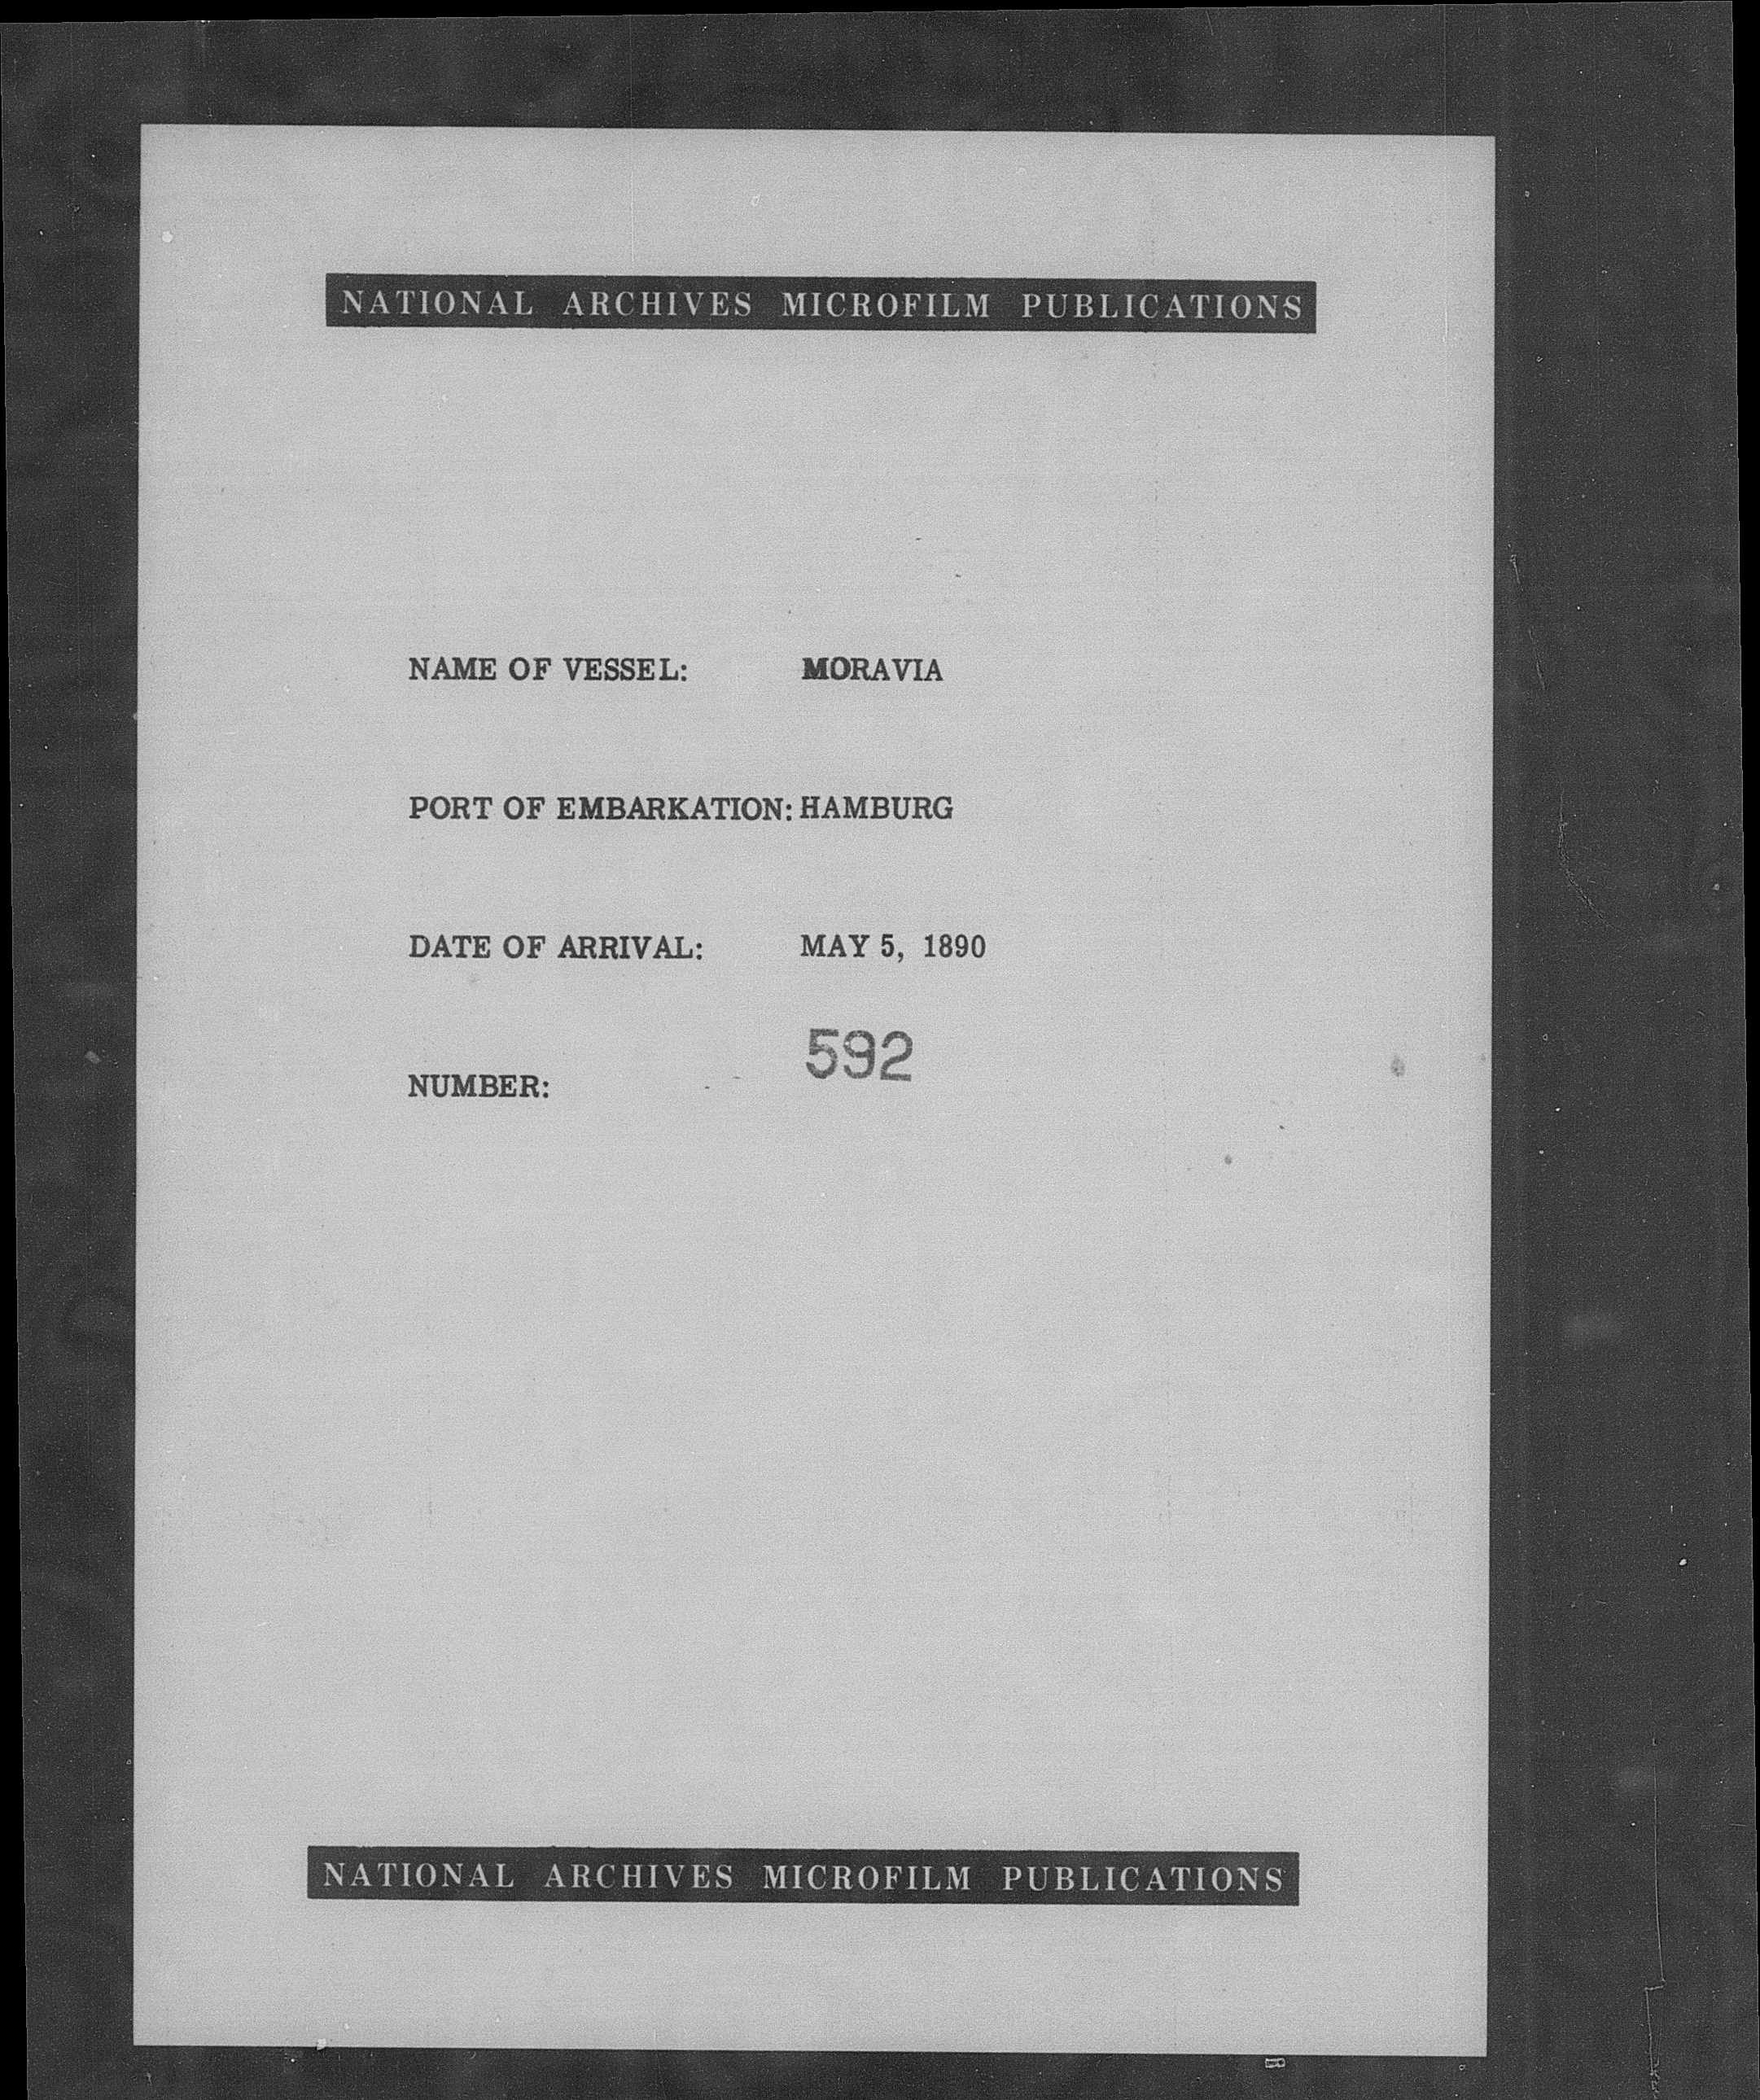 NATIONAL ARCHIVES MICROFILM PUBLICATIONS
NAME OF VESSEL: MORAVIA
PORT OF EMBARKATION: HAMBURG
DATE OF ARRIVAL: MAY 5, 1890
592
NUMBER:
NATIONAL ARCHIVES MICROFILM PUBLICATIONS